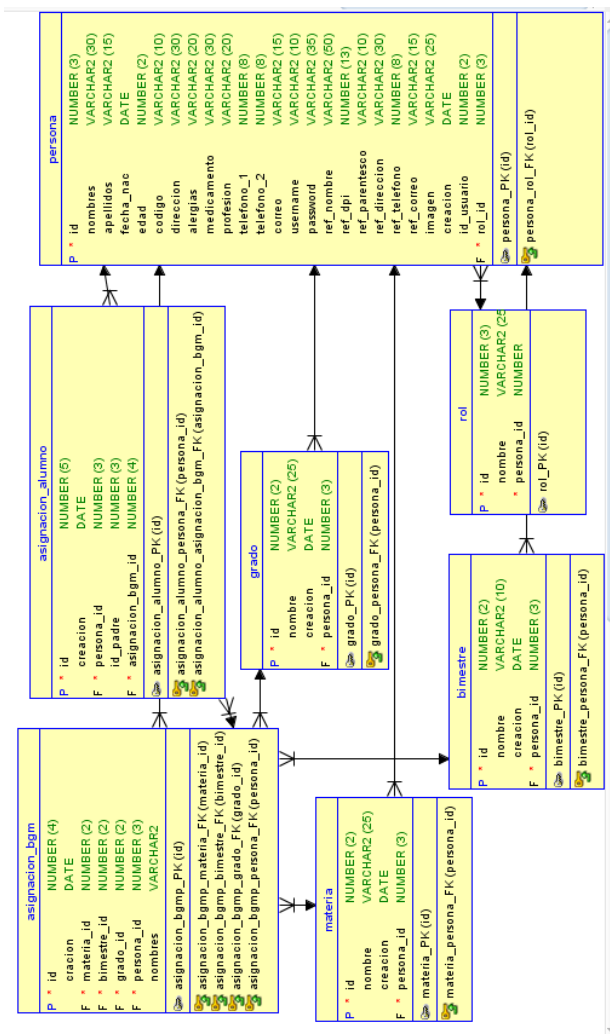 asignacion_bgm
P * id NUMBER (4)
cracion DATE
F * materia_id NUMBER (2)
F * bimestre_id NUMBER (2)
F * grado_id NUMBER (2)
F * persona_id NUMBER (3)
nombres VARCHAR2
asignacion_bgmp_PK (id)
asignacion_bgmp_materia_FK (materia_id)
asignacion_bgmp_bimestre_FK (bimestre_id)
asignacion_bgmp_grado_FK (grado_id)
asignacion_bgmp_persona_FK (persona_id)
asignacion_alumno
P * id NUMBER (5)
creacion DATE
F * persona_id NUMBER (3)
id_padre NUMBER (3)
F * asignacion_bgm_id NUMBER (4)
asignacion_alumno_PK (id)
asignacion_alumno_persona_FK (persona_id)
asignacion_alumno_asignacion_bgm_FK (asignacion_bgm_id)
persona
P * id NUMBER (3)
nombres VARCHAR2 (30)
apellidos VARCHAR2 (15)
fecha_nac DATE
edad NUMBER (2)
codigo VARCHAR2 (10)
direccion VARCHAR2 (30)
alergias VARCHAR2 (20)
medicamento VARCHAR2 (30)
profesion VARCHAR2 (20)
telefono_1 NUMBER (8)
telefono_2 NUMBER (8)
correo VARCHAR2 (15)
username VARCHAR2 (10)
password VARCHAR2 (35)
ref_nombre VARCHAR2 (50)
ref_dpi NUMBER (13)
ref_parentesco VARCHAR2 (10)
ref_direccion VARCHAR2 (30)
ref_telefono NUMBER (8)
ref_correo VARCHAR2 (15)
imagen VARCHAR2 (25)
creacion DATE
id_usuario NUMBER (2)
F * rol_id NUMBER (3)
persona_PK (id)
persona_rol_FK (rol_id)
grado
P * id NUMBER (2)
nombre VARCHAR2 (25)
creacion DATE
F * persona_id NUMBER (3)
grado_PK (id)
grado_persona_FK (persona_id)
materia
P * id NUMBER (2)
nombre VARCHAR2 (25)
creacion DATE
F * persona_id NUMBER (3)
materia_PK (id)
materia_persona_FK (persona_id)
bimestre
P * id NUMBER (2)
nombre VARCHAR2 (10)
creacion DATE
F * persona_id NUMBER (3)
bimestre_PK (id)
bimestre_persona_FK (persona_id)
rol
P * id NUMBER (3)
nombre VARCHAR2 (25
* persona_id NUMBER
rol_PK (id)